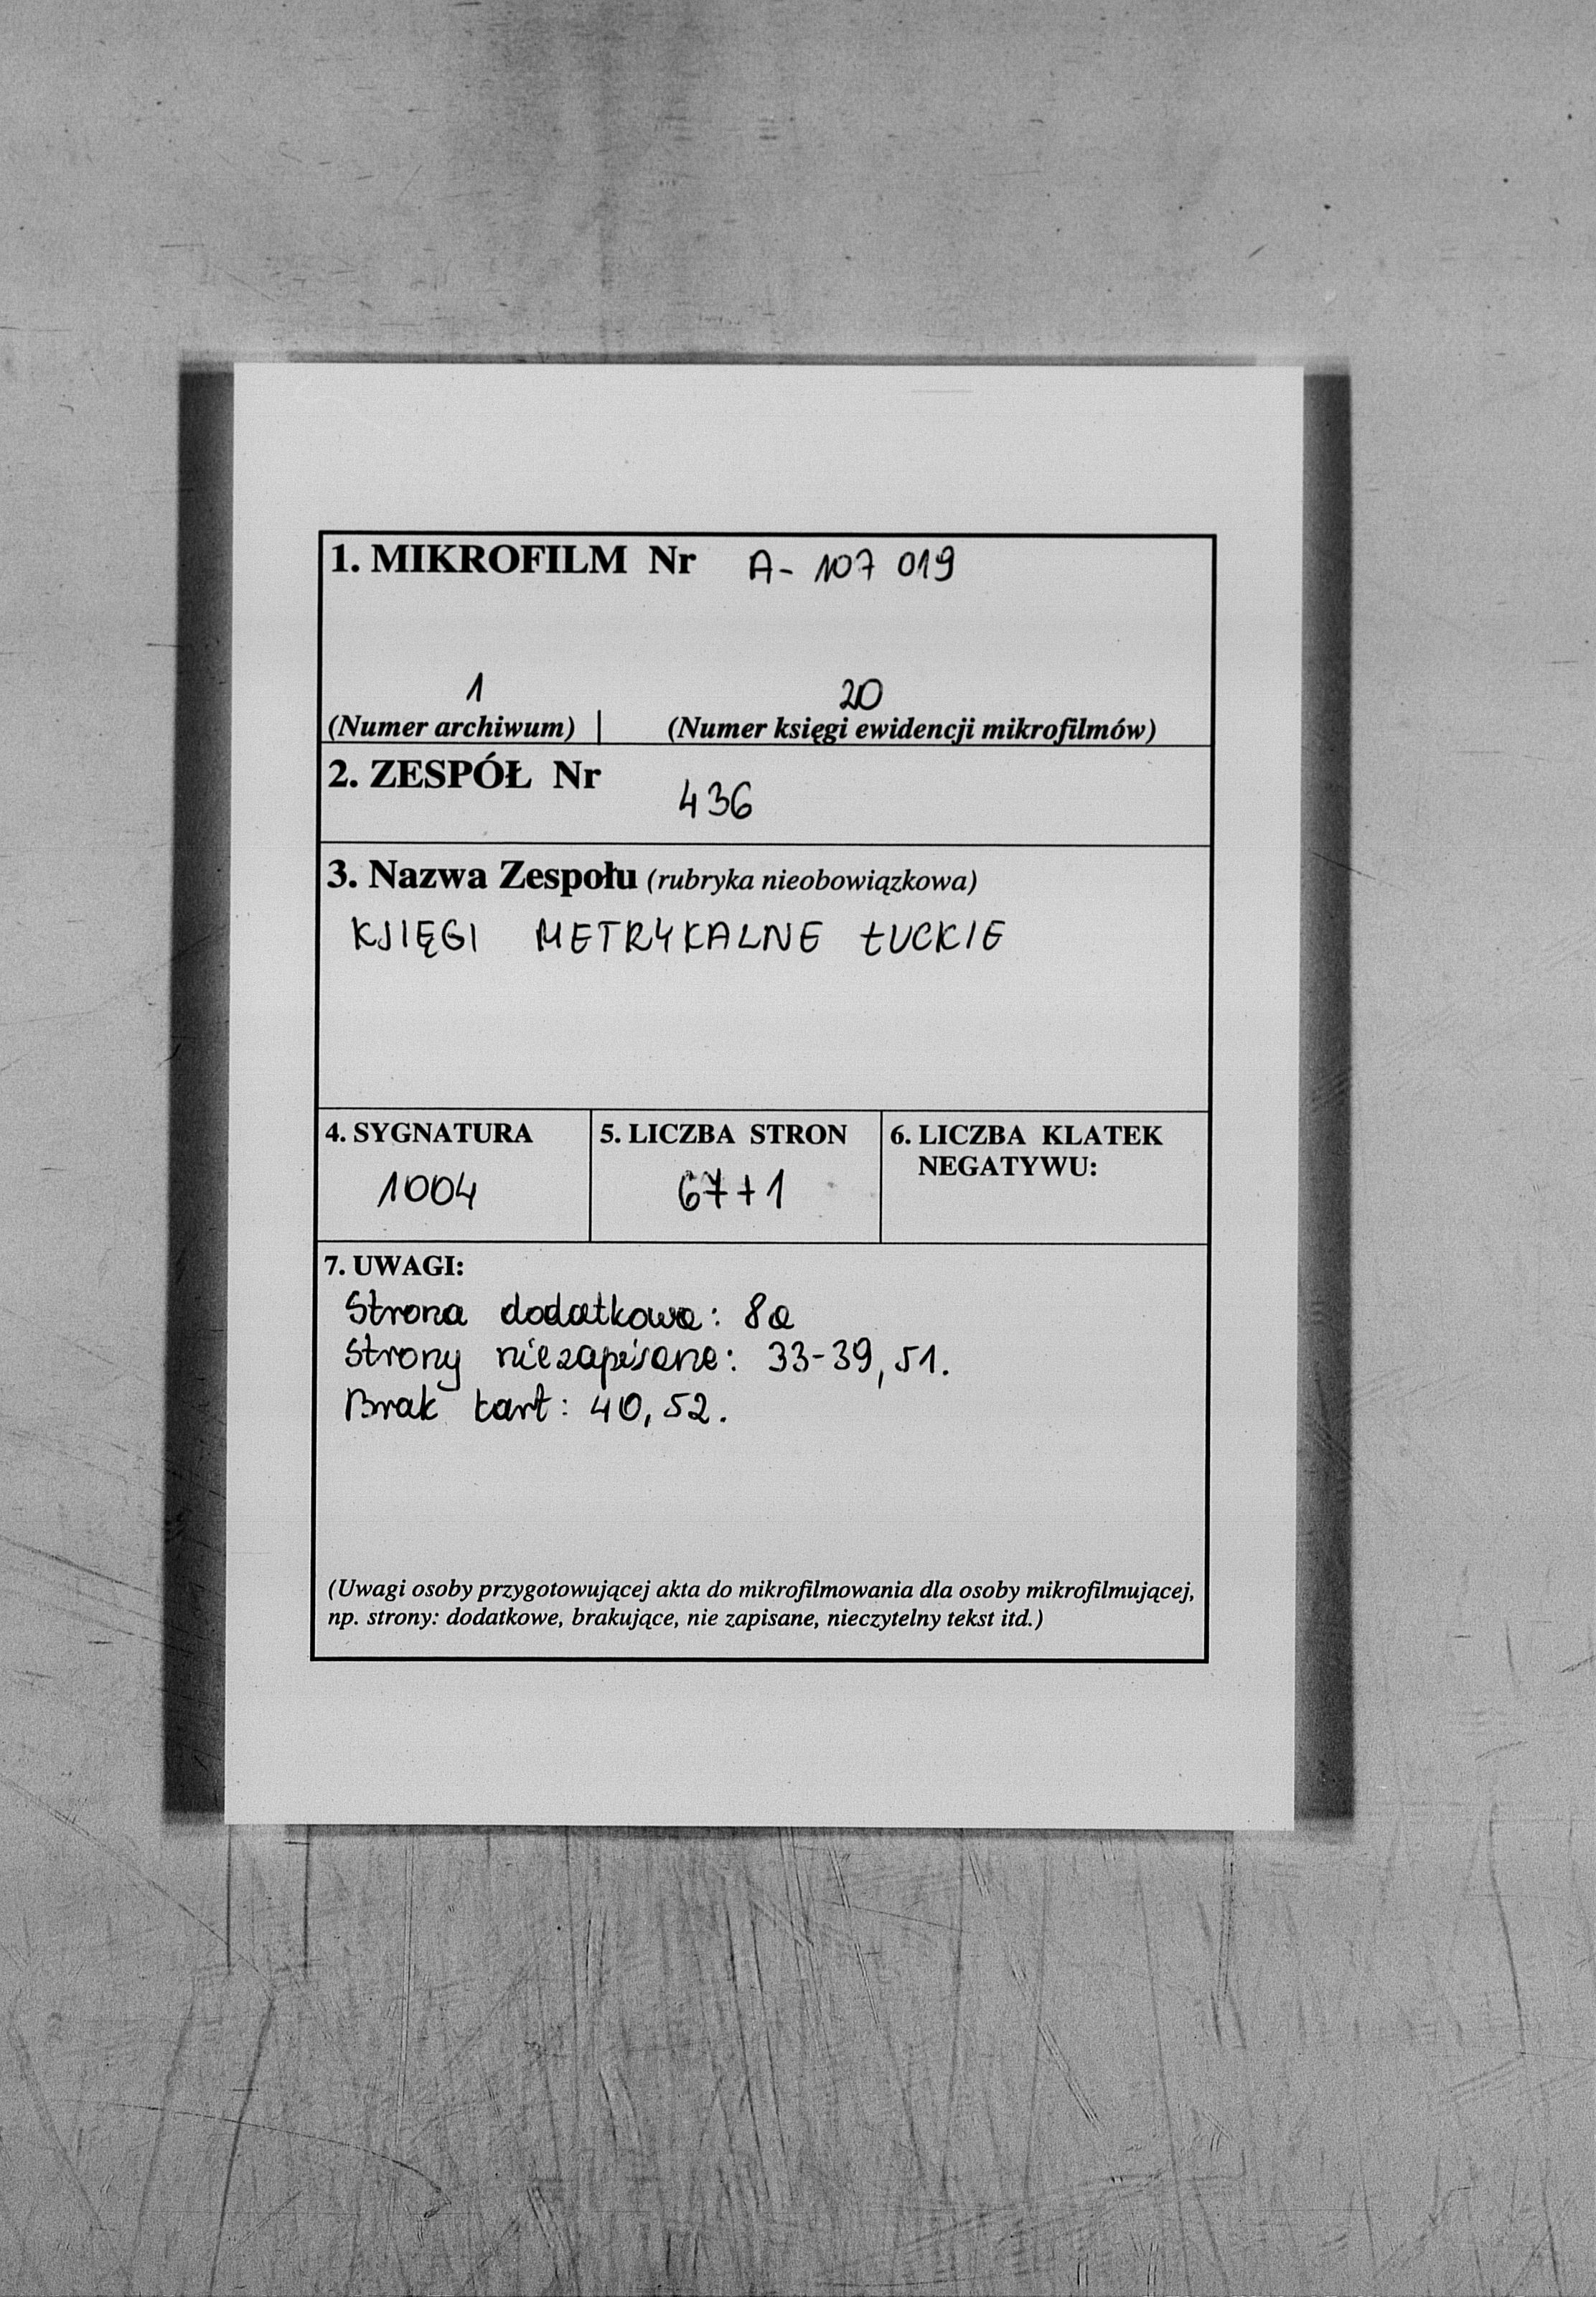 1. MIKROFILM Nr A- 107 019
1 20
(Numer archiwum) | (Numer księgi ewidencji mikrofilmów)
2. ZESPÓŁ Nr 436
3. Nazwa Zespołu (rubryka nieobowiązkowa)
KSIĘGI METRYKALNE ŁUCKIE
4. SYGNATURA 5. LICZBA STRON 6. LICZBA KLATEK
NEGATYWU:
1004 67+1
7. UWAGI:
Strona dodatkowa: 8a
Strony niezapisane: 33-39, 51.
Brak kart: 40, 52.
(Uwagi osoby przygotowującej akta do mikrofilmowania dla osoby mikrofilmującej,
np. strony: dodatkowe, brakujące, nie zapisane, nieczytelny tekst itd.)